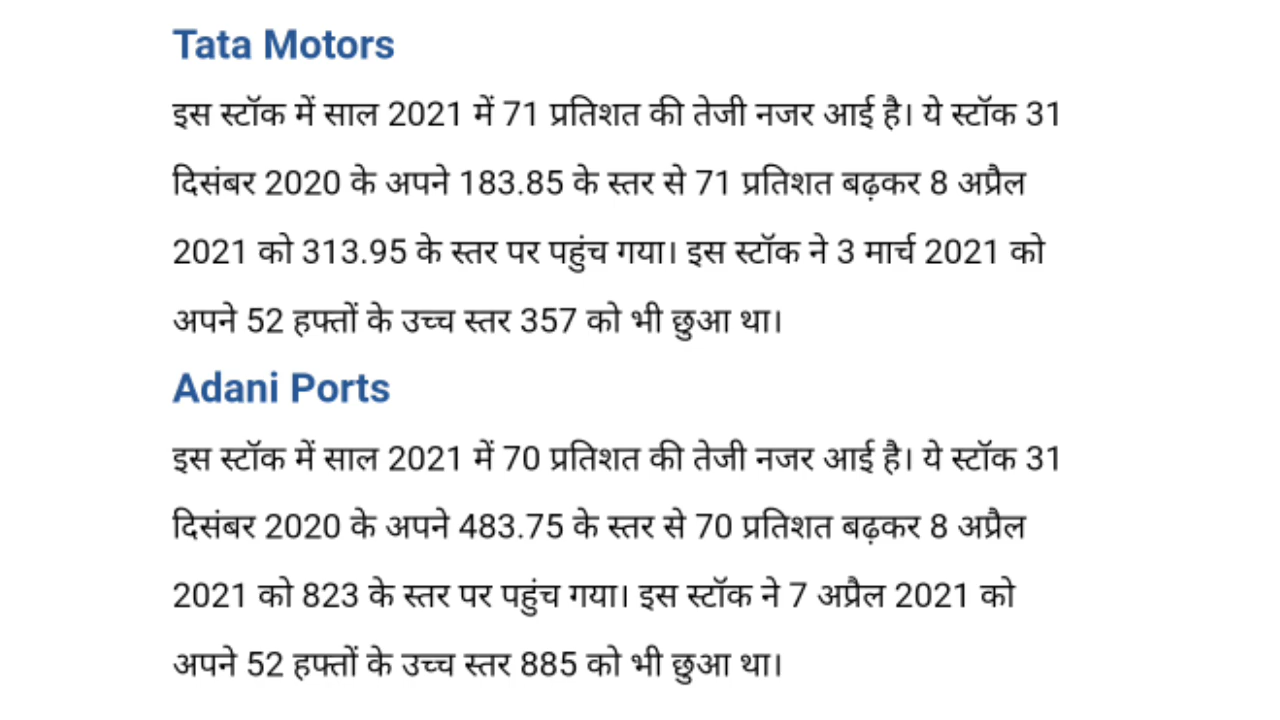 Tata Motors
इस स्टॉक में साल 2021 में 71 प्रतिशत की तेजी नजर आई है। ये स्टॉक 31
दिसंबर 2020 के अपने 183.85 के स्तर से 71 प्रतिशत बढ़कर 8 अप्रैल
2021 को 313.95 के स्तर पर पहुंच गया। इस स्टॉक ने 3 मार्च 2021 को
अपने 52 हफ्तों के उच्च स्तर 357 को भी छुआ था।
Adani Ports
इस स्टॉक में साल 2021 में 70 प्रतिशत की तेजी नजर आई है। ये स्टॉक 31
दिसंबर 2020 के अपने 483.75 के स्तर से 70 प्रतिशत बढ़कर 8 अप्रैल
2021 को 823 के स्तर पर पहुंच गया। इस स्टॉक ने 7 अप्रैल 2021 को
अपने 52 हफ्तों के उच्च स्तर 885 को भी छुआ था।